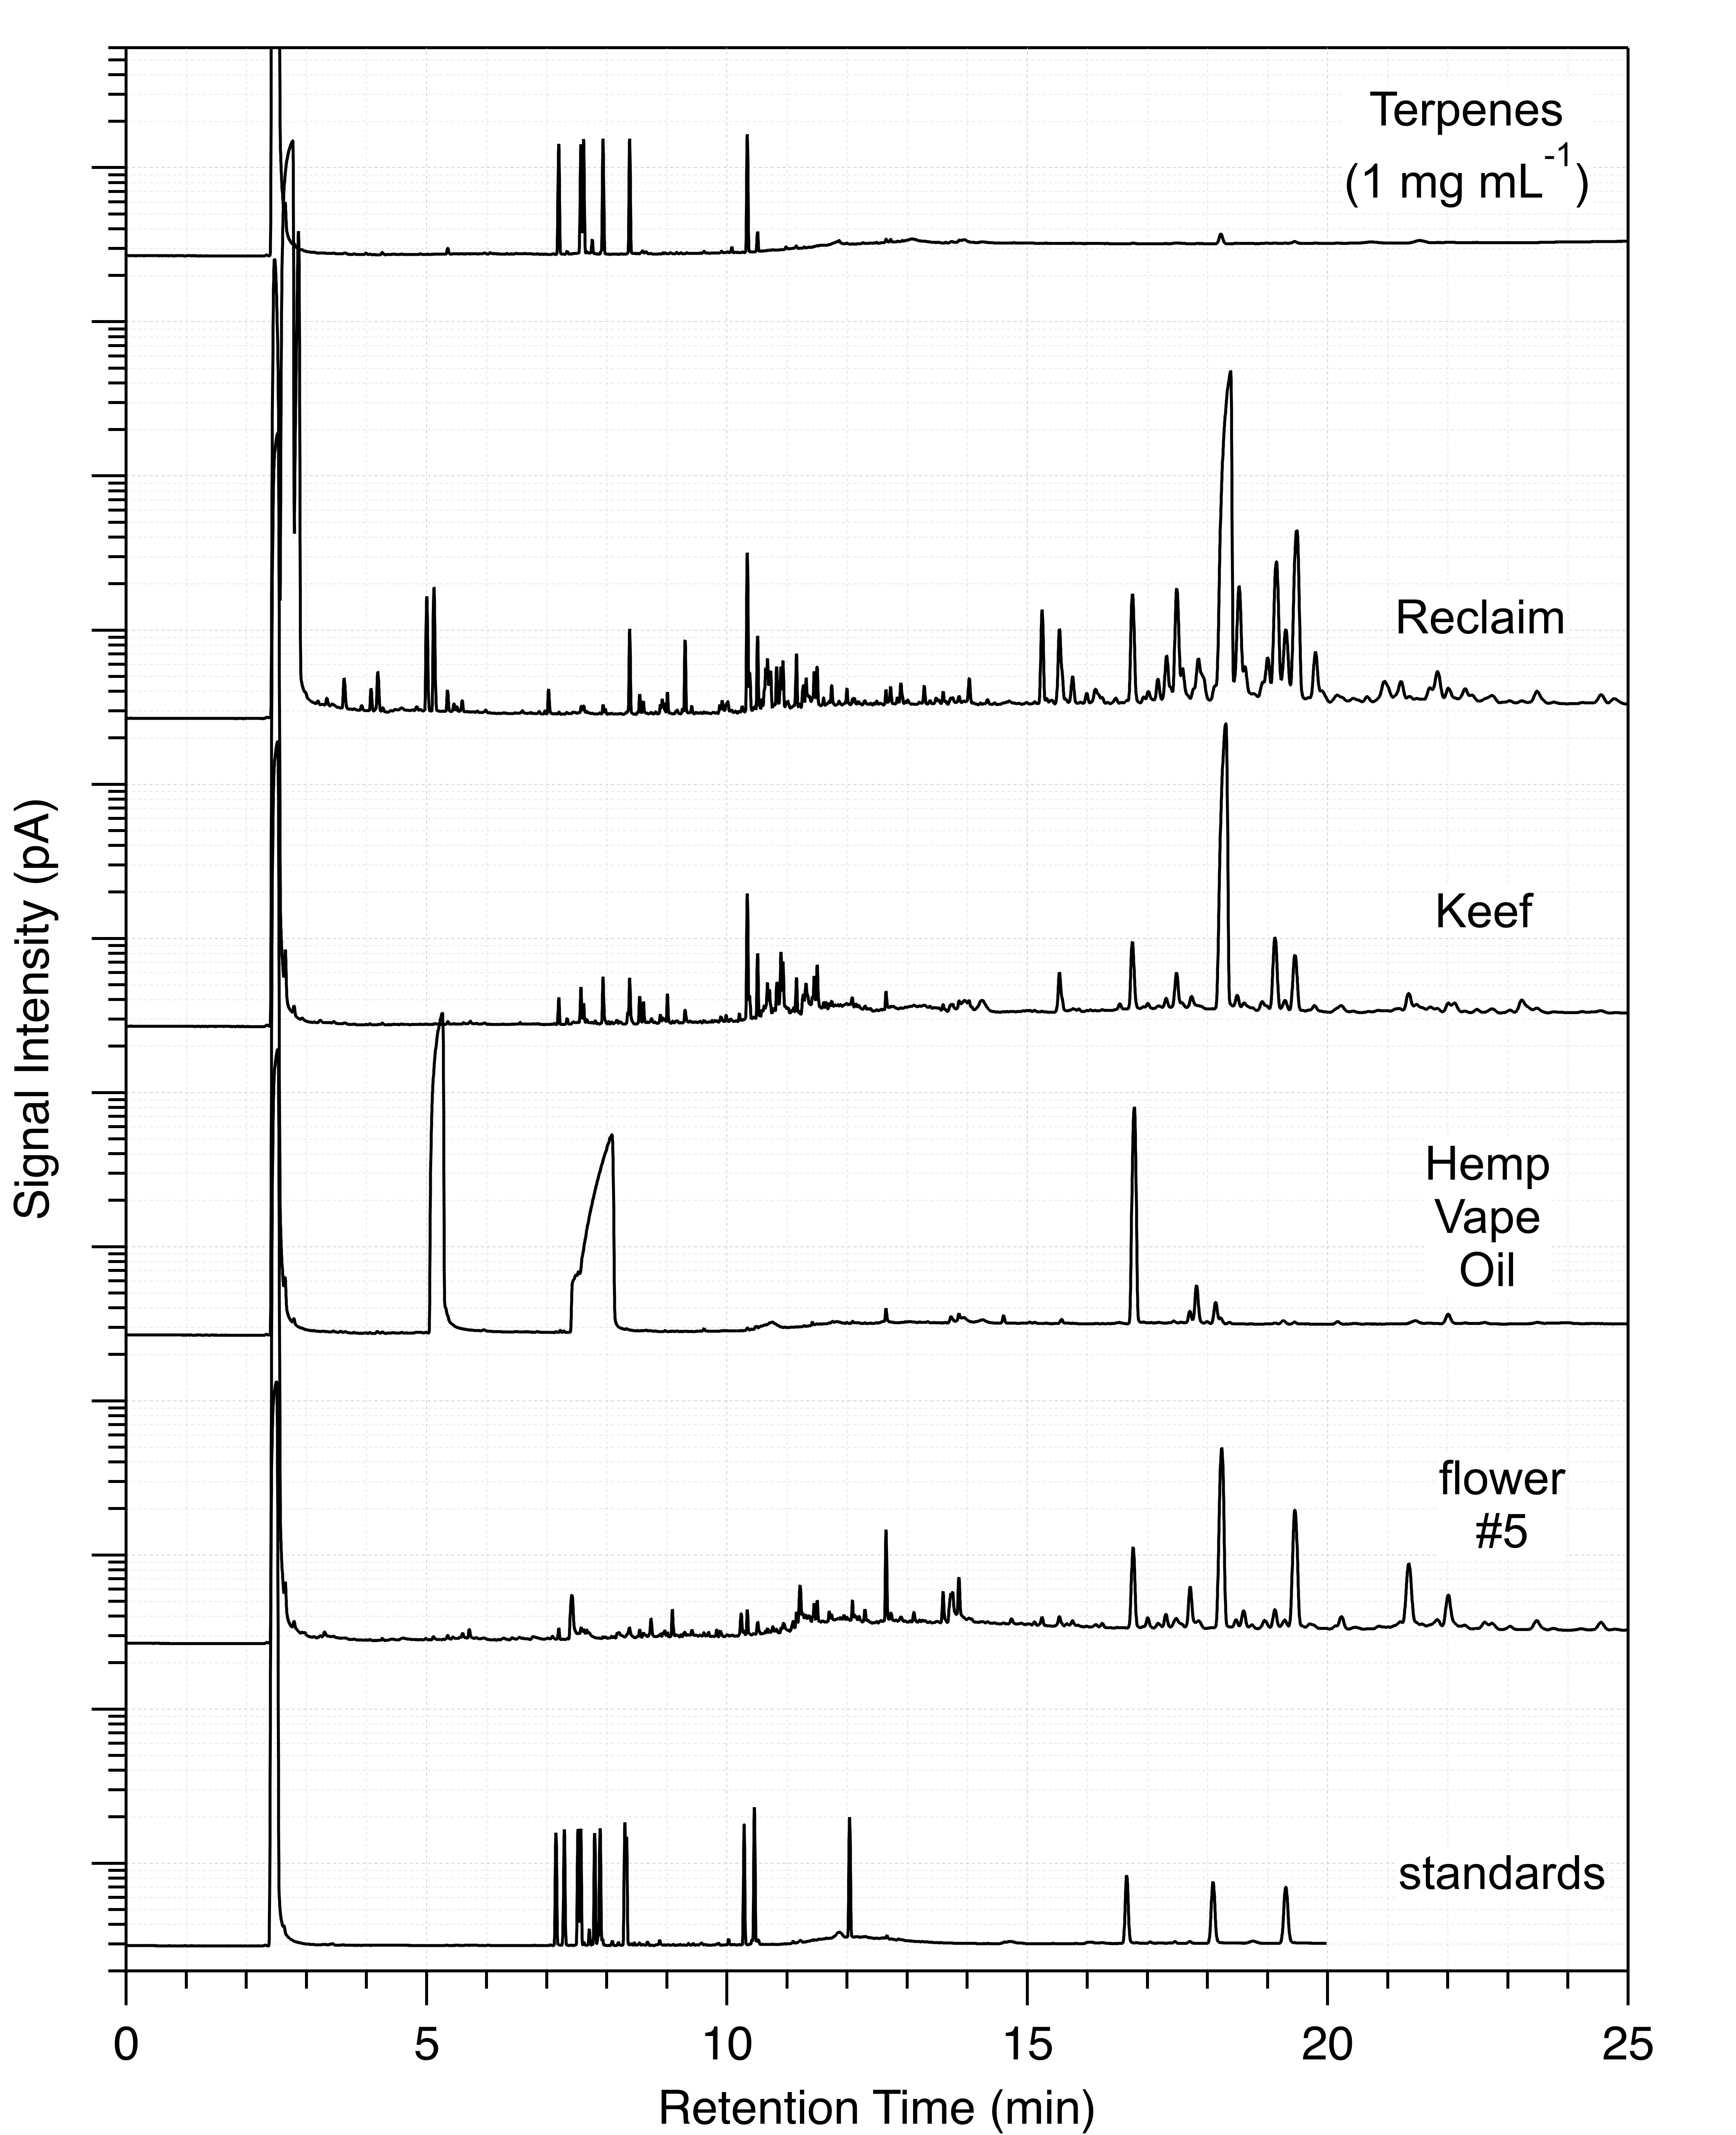 Terpenes
(1 mg mL-1)
Reclaim
Keef
Hemp
Vape
Oil
flower
#5
standards
Signal Intensity (pA)
0 5 10 15 20 25
Retention Time (min)